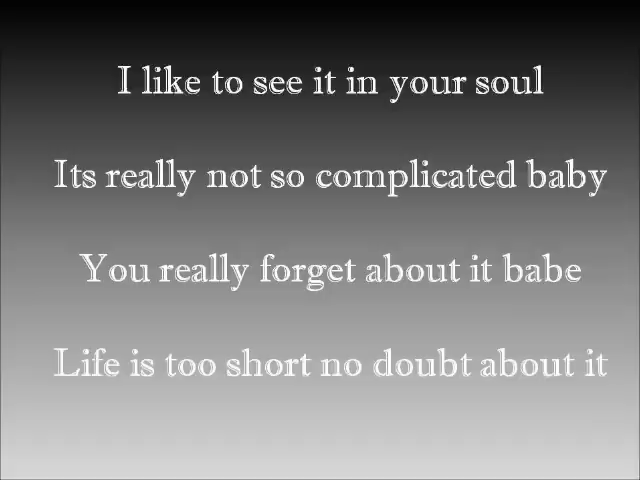 I like to see it in your soul
Its really not so complicated baby
You really forget about it babe
Life is too short no doubt about it